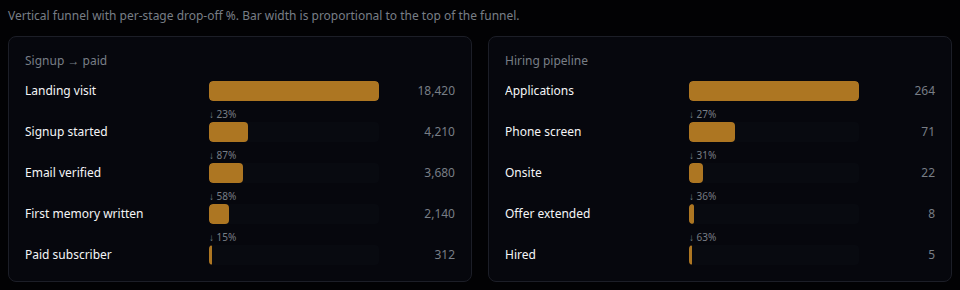 Vertical funnel with per-stage drop-off %. Bar width is proportional to the top of the funnel.
Signup → paid
Landing visit 18,420
↓ 23%
Signup started 4,210
↓ 87%
Email verified 3,680
↓ 58%
First memory written 2,140
↓ 15%
Paid subscriber 312
Hiring pipeline
Applications 264
↓ 27%
Phone screen 71
↓ 31%
Onsite 22
↓ 36%
Offer extended 8
↓ 63%
Hired 5